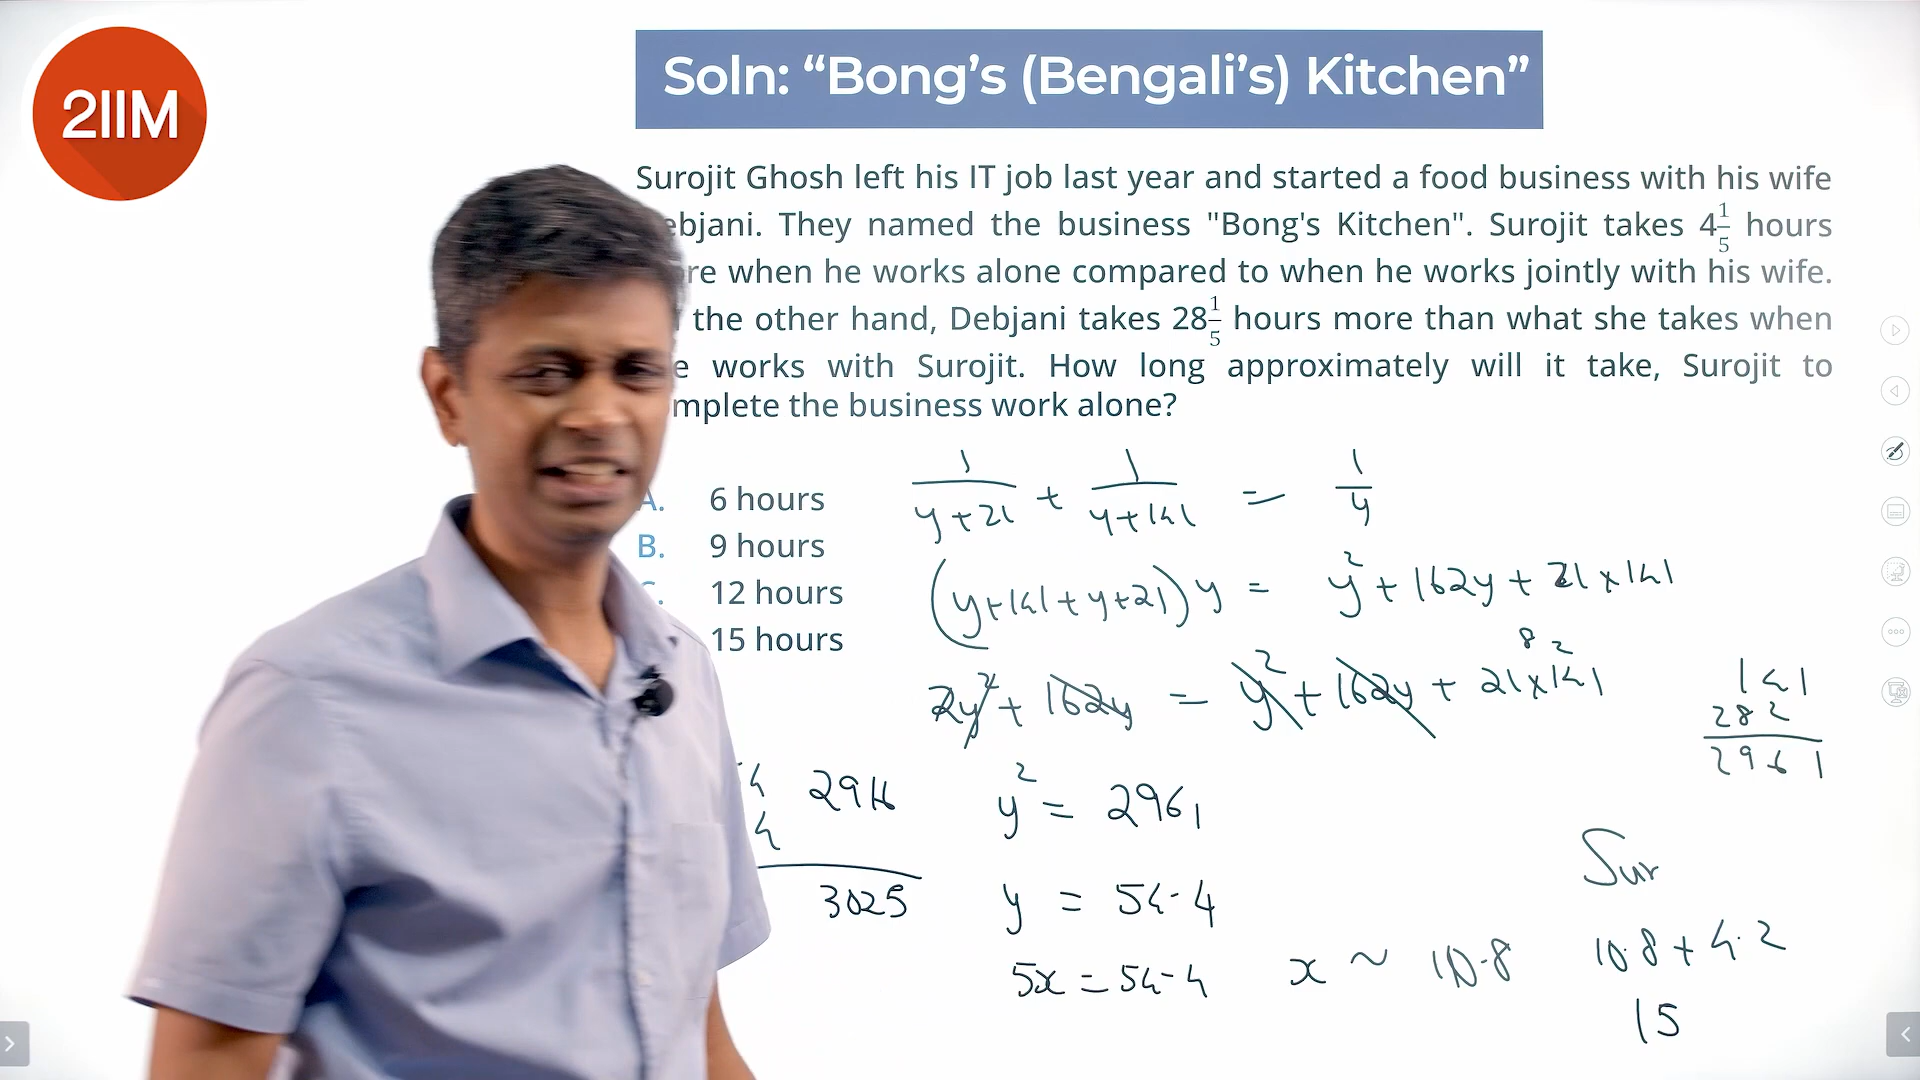 2IIM
Soln: “Bong’s (Bengali’s) Kitchen”
Surojit Ghosh left his IT job last year and started a food business with his wife
ebjani. They named the business "Bong's Kitchen". Surojit takes 4 1/5 hours
re when he works alone compared to when he works jointly with his wife.
the other hand, Debjani takes 28 1/5 hours more than what she takes when
e works with Surojit. How long approximately will it take, Surojit to
mplete the business work alone?
A. 6 hours
B. 9 hours
C. 12 hours
15 hours
1/(y+21) + 1/(y+141) = 1/y
(y+141+y+21)y = y² + 162y + 21x141
8 2
2y² + 162y = y² + 162y + 21x141
141
282
2961
2916
y² = 2961
3025
y = 54.4
5x = 54.4
x ~ 10.8
Sur
10.8 + 4.2
15